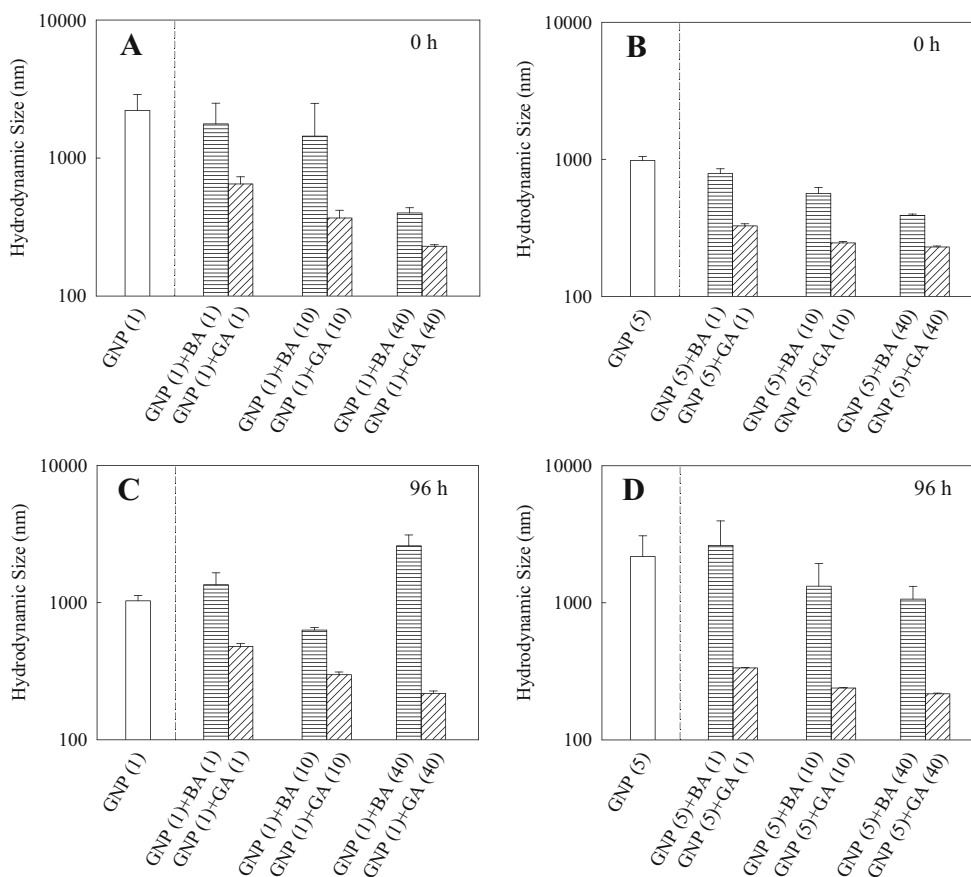 10000
1000
100
Hydrodynamic Size (nm)
A
0 h
GNP (1)
GNP (1)+BA (1)
GNP (1)+GA (1)
GNP (1)+BA (10)
GNP (1)+GA (10)
GNP (1)+BA (40)
GNP (1)+GA (40)
10000
1000
100
Hydrodynamic Size (nm)
B
0 h
GNP (5)
GNP (5)+BA (1)
GNP (5)+GA (1)
GNP (5)+BA (10)
GNP (5)+GA (10)
GNP (5)+BA (40)
GNP (5)+GA (40)
10000
1000
100
Hydrodynamic Size (nm)
C
96 h
GNP (1)
GNP (1)+BA (1)
GNP (1)+GA (1)
GNP (1)+BA (10)
GNP (1)+GA (10)
GNP (1)+BA (40)
GNP (1)+GA (40)
10000
1000
100
Hydrodynamic Size (nm)
D
96 h
GNP (5)
GNP (5)+BA (1)
GNP (5)+GA (1)
GNP (5)+BA (10)
GNP (5)+GA (10)
GNP (5)+BA (40)
GNP (5)+GA (40)